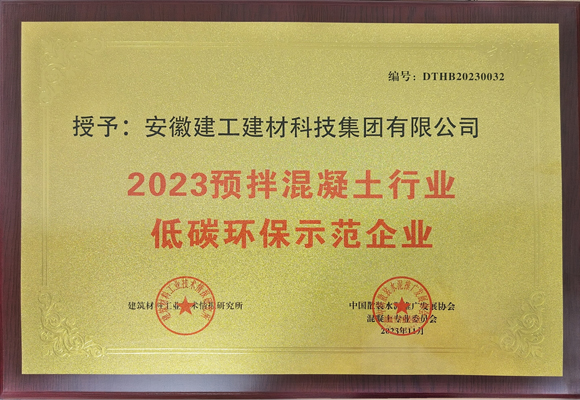 编号：DTHB20230032
授予：安徽建工建材科技集团有限公司
2023预拌混凝土行业
低碳环保示范企业
建筑材料工业技术情报研究所
中国散装水泥推广发展协会
混凝土专业委员会
2023年11月